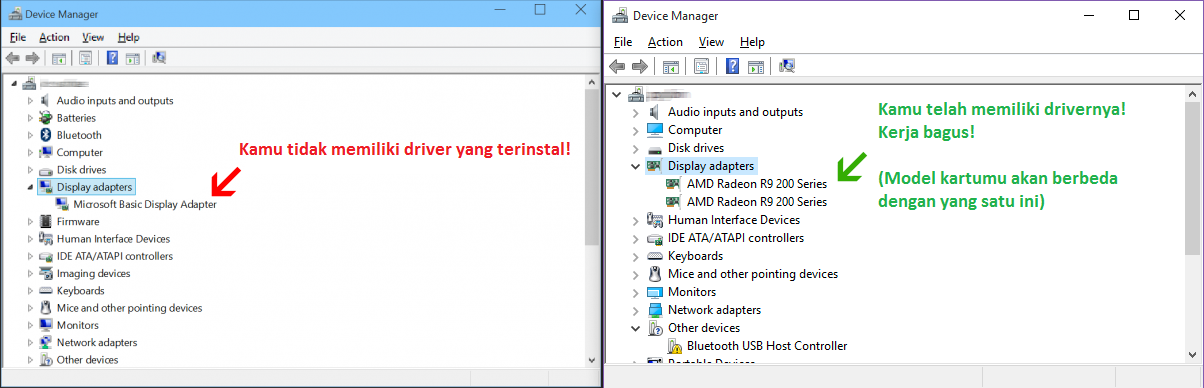 Device Manager
File Action View Help
Audio inputs and outputs
Batteries
Bluetooth
Computer
Disk drives
Display adapters
Microsoft Basic Display Adapter
Firmware
Human Interface Devices
IDE ATA/ATAPI controllers
Imaging devices
Keyboards
Mice and other pointing devices
Monitors
Network adapters
Other devices
Kamu tidak memiliki driver yang terinstal!
Device Manager
File Action View Help
Audio inputs and outputs
Computer
Disk drives
Display adapters
AMD Radeon R9 200 Series
AMD Radeon R9 200 Series
Human Interface Devices
IDE ATA/ATAPI controllers
Keyboards
Mice and other pointing devices
Monitors
Network adapters
Other devices
Bluetooth USB Host Controller
Portable Devices
Kamu telah memiliki drivernya!
Kerja bagus!
(Model kartumu akan berbeda
dengan yang satu ini)